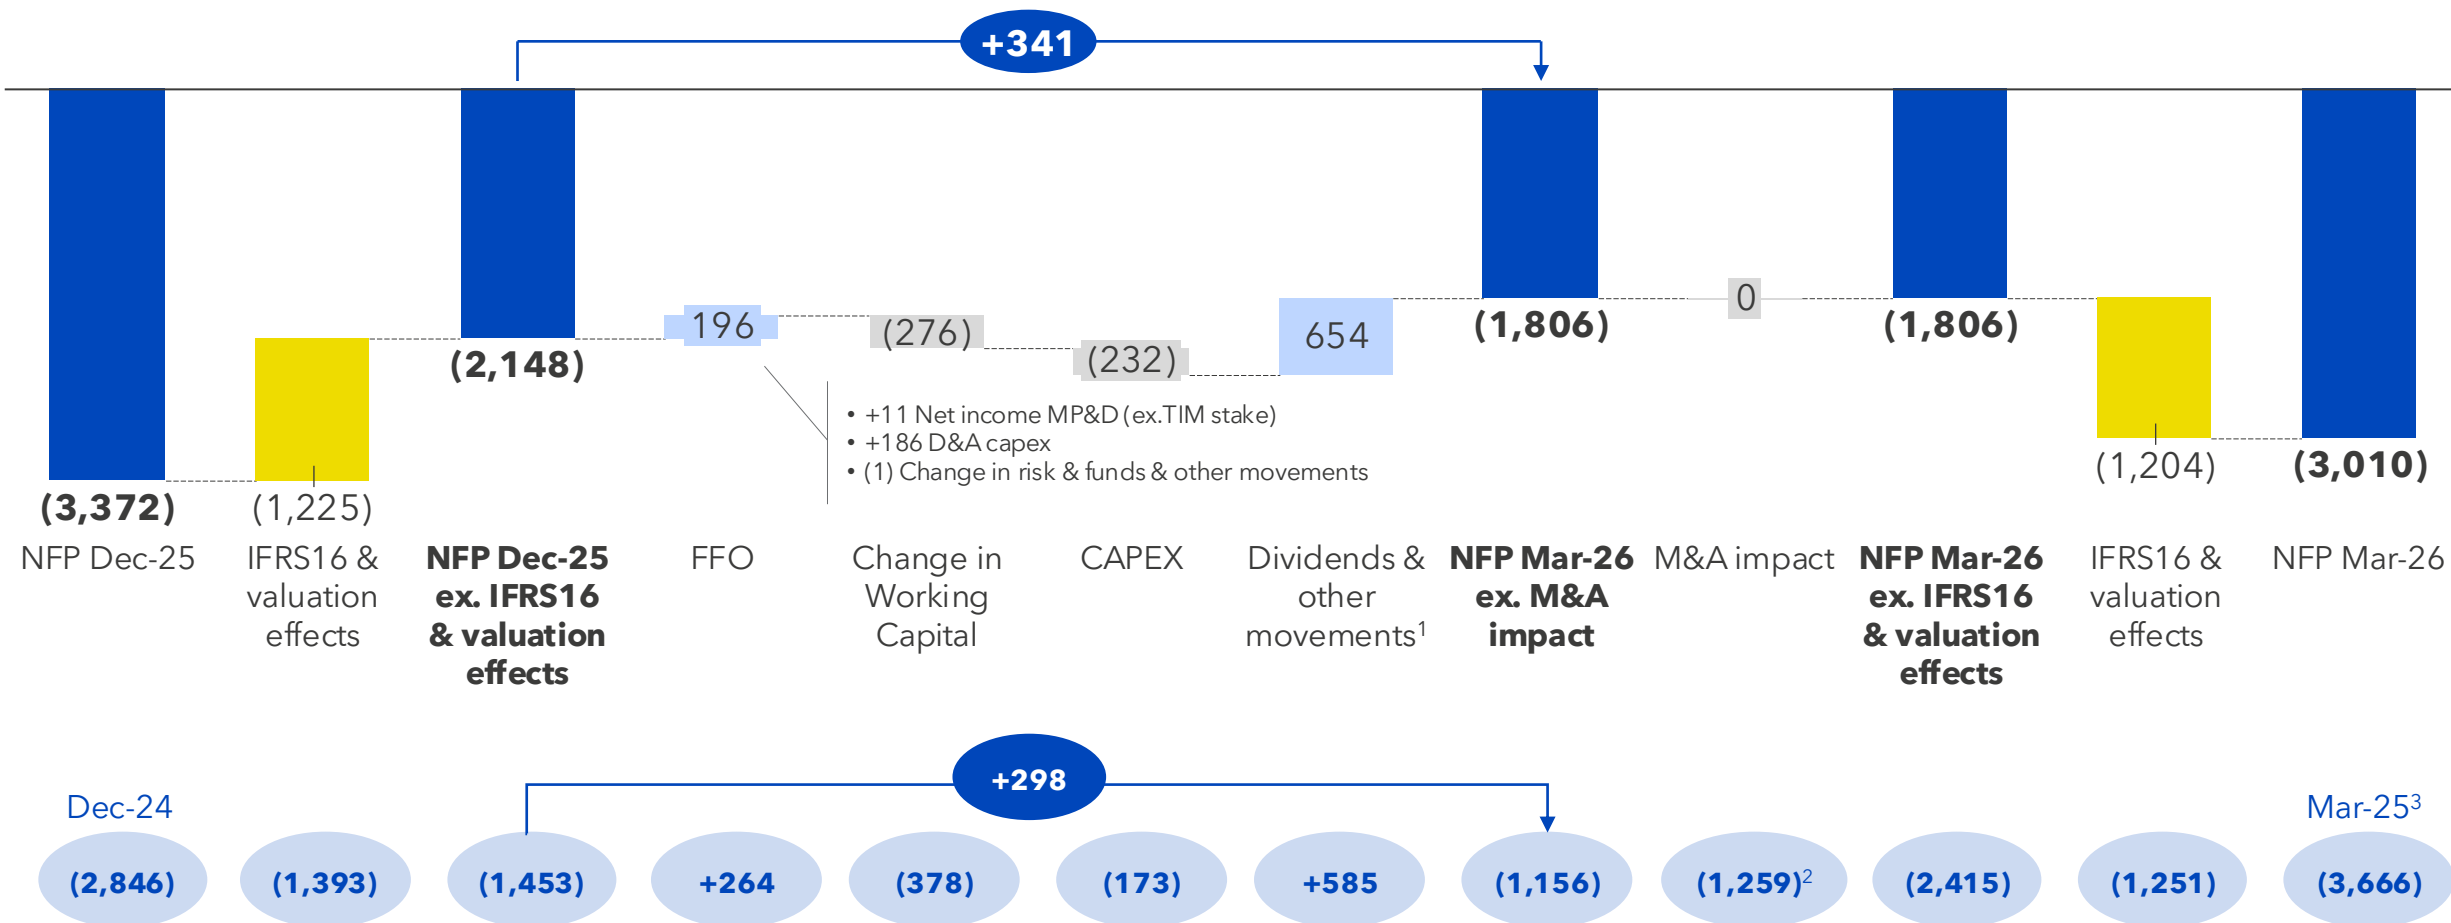 +341
196
(276)
(232)
654
0
(2,148)
(1,806)
(1,806)
• +11 Net income MP&D (ex.TIM stake)
• +186 D&A capex
• (1) Change in risk & funds & other movements
(3,372)
(1,225)
(1,204)
(3,010)
NFP Dec-25
IFRS16 &
valuation
effects
NFP Dec-25
ex. IFRS16
& valuation
effects
FFO
Change in
Working
Capital
CAPEX
Dividends &
other
movements1
NFP Mar-26
ex. M&A
impact
M&A impact
NFP Mar-26
ex. IFRS16
& valuation
effects
IFRS16 &
valuation
effects
NFP Mar-26
+298
Dec-24
Mar-253
(2,846)
(1,393)
(1,453)
+264
(378)
(173)
+585
(1,156)
(1,259)2
(2,415)
(1,251)
(3,666)